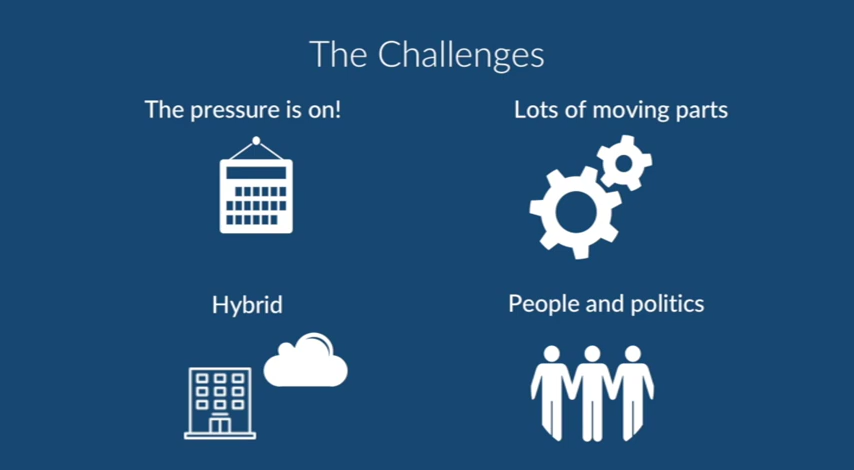 The Challenges
The pressure is on!
Lots of moving parts
Hybrid
People and politics